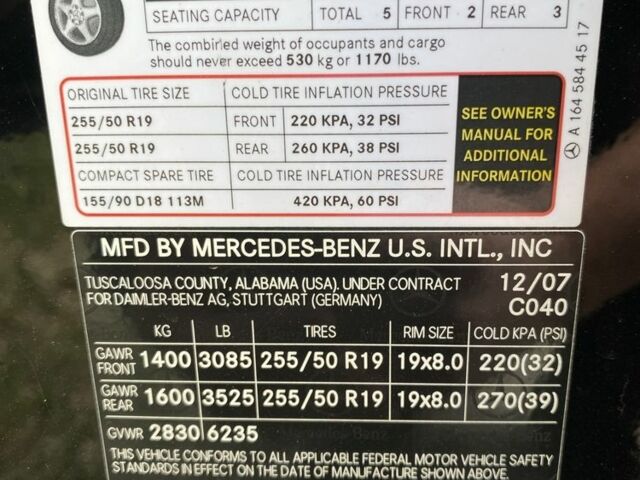 SEATING CAPACITY TOTAL 5 FRONT 2 REAR 3
The combined weight of occupants and cargo
should never exceed 530 kg or 1170 lbs.
ORIGINAL TIRE SIZE COLD TIRE INFLATION PRESSURE
255/50 R19 FRONT 220 KPA, 32 PSI
255/50 R19 REAR 260 KPA, 38 PSI
COMPACT SPARE TIRE COLD TIRE INFLATION PRESSURE
155/90 D18 113M 420 KPA, 60 PSI
SEE OWNER'S
MANUAL FOR
ADDITIONAL
INFORMATION
A 164 584 45 17
MFD BY MERCEDES-BENZ U.S. INTL., INC
TUSCALOOSA COUNTY, ALABAMA (USA). UNDER CONTRACT 12/07
FOR DAIMLER-BENZ AG, STUTTGART (GERMANY) C040
KG LB TIRES RIM SIZE COLD KPA (PSI)
GAWR
FRONT 1400 3085 255/50 R19 19x8.0 220(32)
GAWR
REAR 1600 3525 255/50 R19 19x8.0 270(39)
GVWR 2830 6235
THIS VEHICLE CONFORMS TO ALL APPLICABLE FEDERAL MOTOR VEHICLE SAFETY
STANDARDS IN EFFECT ON THE DATE OF MANUFACTURE SHOWN ABOVE.